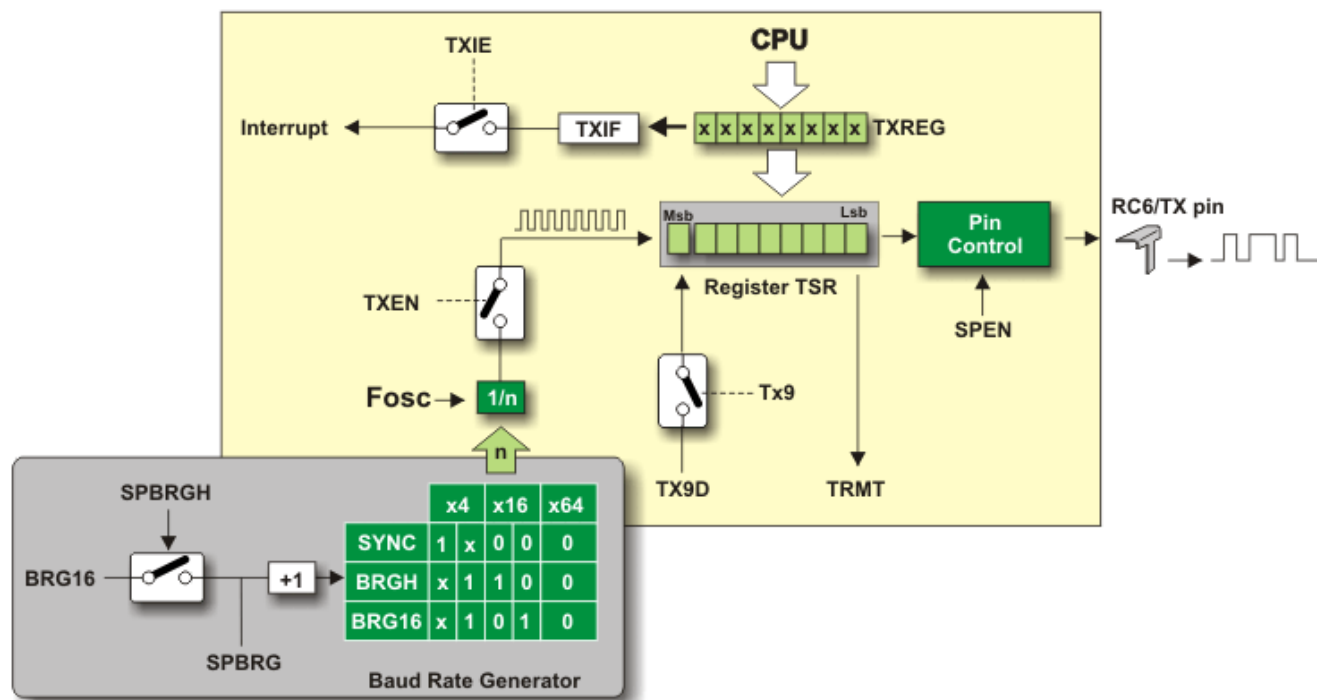 CPU
TXIE
Interrupt
TXIF
x x x x x x x x
TXREG
Msb
Lsb
Register TSR
Pin
Control
RC6/TX pin
TXEN
SPEN
Fosc
1/n
Tx9
n
TX9D
TRMT
SPBRGH
BRG16
+1
SPBRG
x4 x16 x64
SYNC 1 x 0 0 0
BRGH x 1 1 0 0
BRG16 x 1 0 1 0
Baud Rate Generator